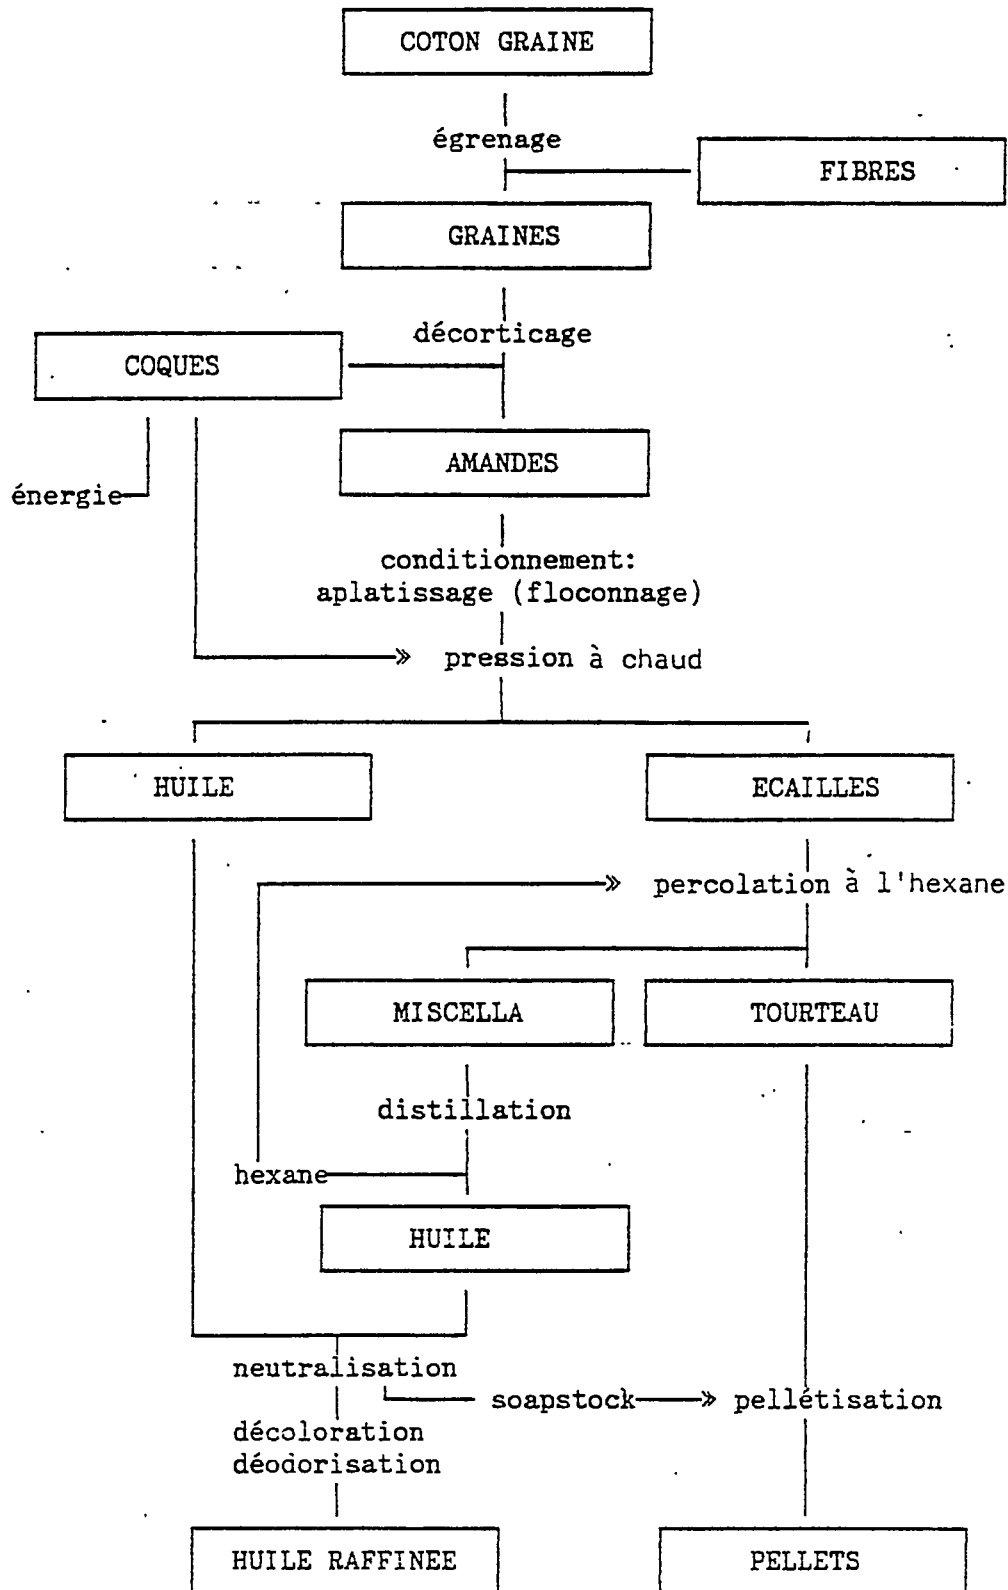 COTON GRAINE
égrenage
FIBRES
GRAINES
décorticage
COQUES
AMANDES
énergie
conditionnement:
aplatissage (floconnage)
pression à chaud
HUILE
ECAILLES
percolation à l'hexane
MISCELLA
TOURTEAU
distillation
hexane
HUILE
neutralisation
soapstock
pellétisation
décoloration
déodorisation
HUILE RAFFINEE
PELLETS